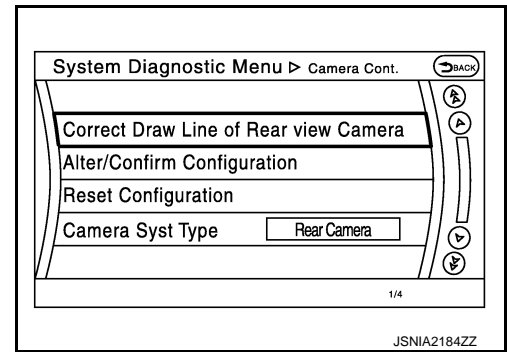 System Diagnostic Menu ▷ Camera Cont. BACK
Correct Draw Line of Rear view Camera
Alter/Confirm Configuration
Reset Configuration
Camera Syst Type Rear Camera
1/4
JSNIA2184ZZ